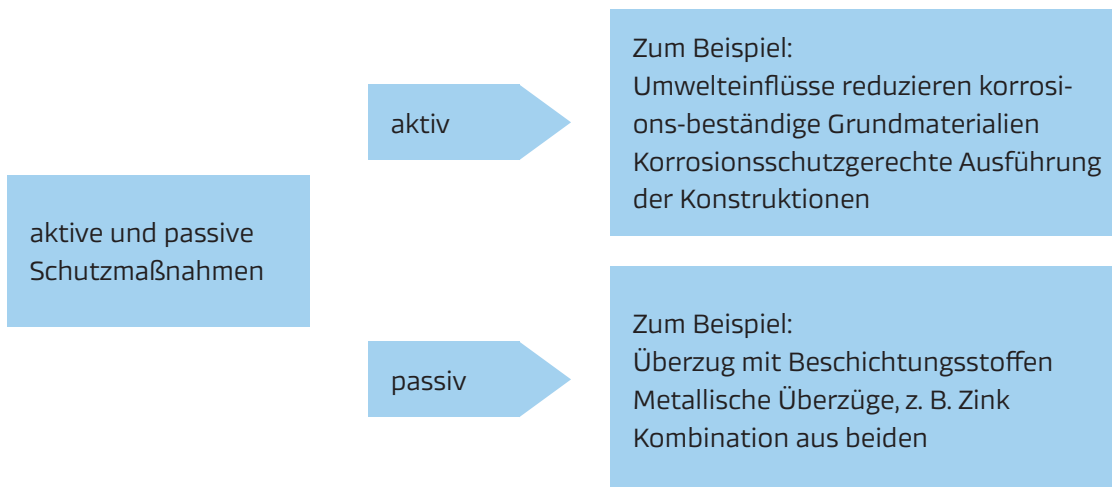 aktive und passive
Schutzmaßnahmen
aktiv
Zum Beispiel:
Umwelteinflüsse reduzieren korrosi-
ons-beständige Grundmaterialien
Korrosionsschutzgerechte Ausführung
der Konstruktionen
passiv
Zum Beispiel:
Überzug mit Beschichtungsstoffen
Metallische Überzüge, z. B. Zink
Kombination aus beiden